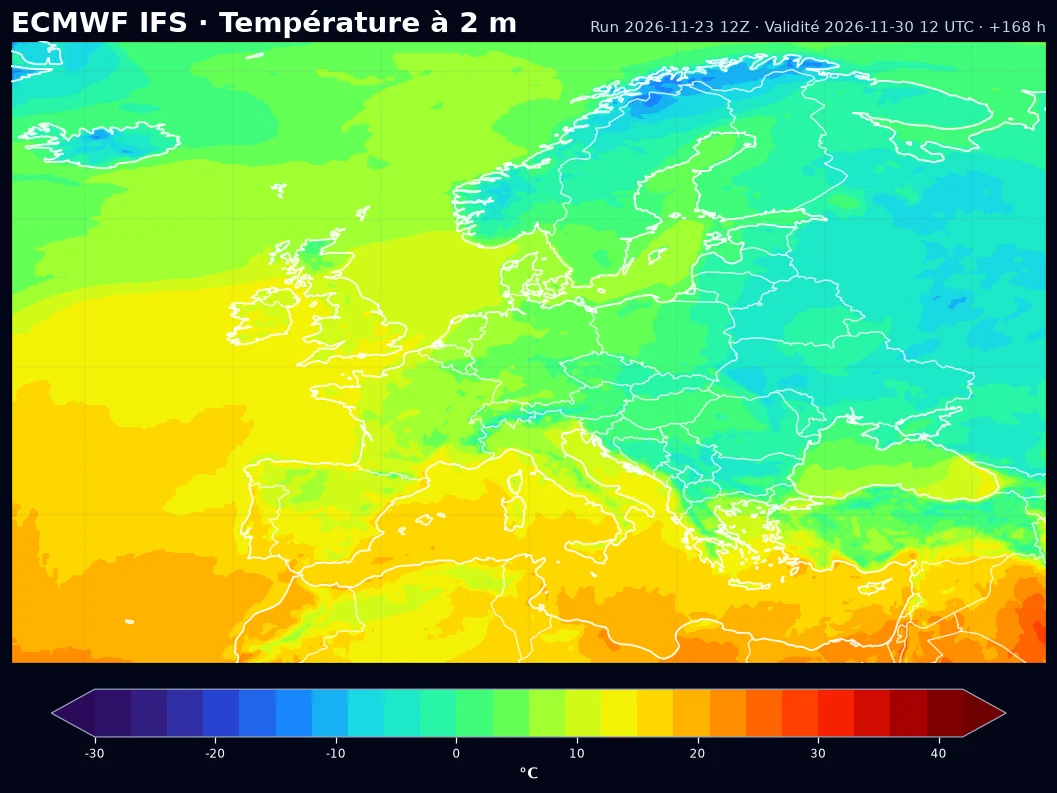 ECMWF IFS · Température à 2 m
Run 2026-11-23 12Z · Validité 2026-11-30 12 UTC · +168 h
-30 -20 -10 0 10 20 30 40
°C